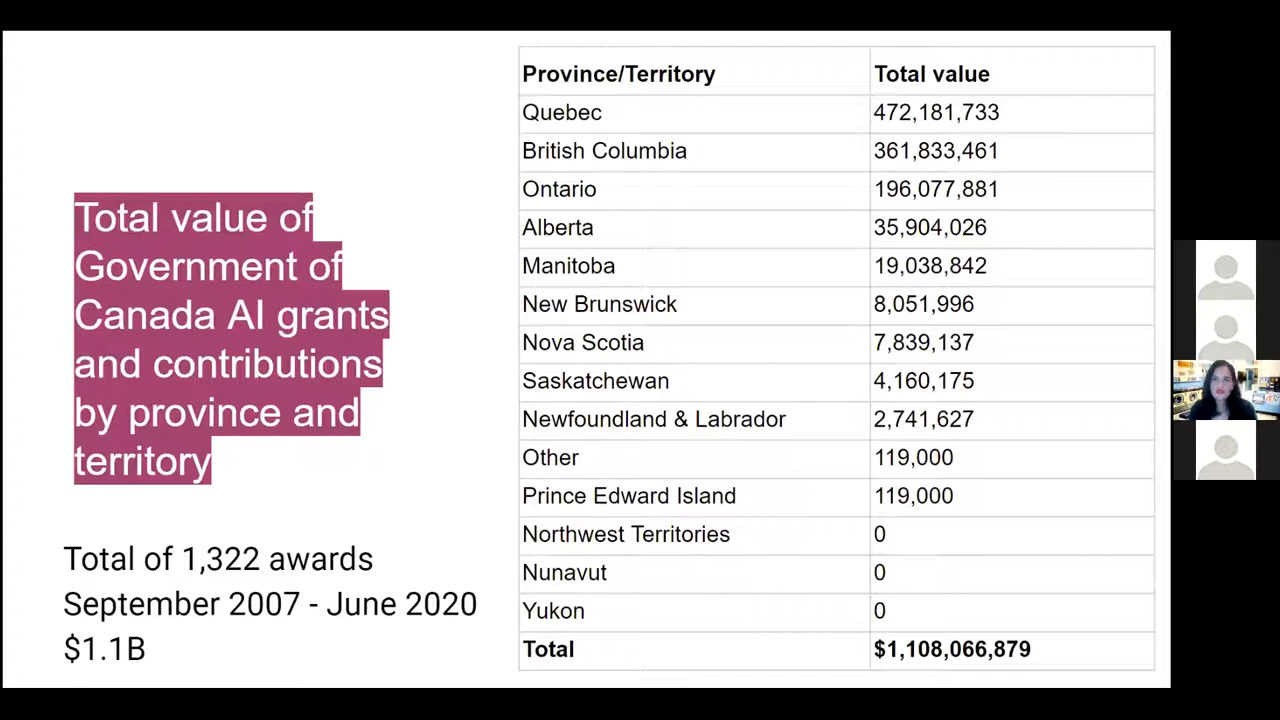 Total value of
Government of
Canada AI grants
and contributions
by province and
territory
Total of 1,322 awards
September 2007 - June 2020
$1.1B
Province/Territory Total value
Quebec 472,181,733
British Columbia 361,833,461
Ontario 196,077,881
Alberta 35,904,026
Manitoba 19,038,842
New Brunswick 8,051,996
Nova Scotia 7,839,137
Saskatchewan 4,160,175
Newfoundland & Labrador 2,741,627
Other 119,000
Prince Edward Island 119,000
Northwest Territories 0
Nunavut 0
Yukon 0
Total $1,108,066,879